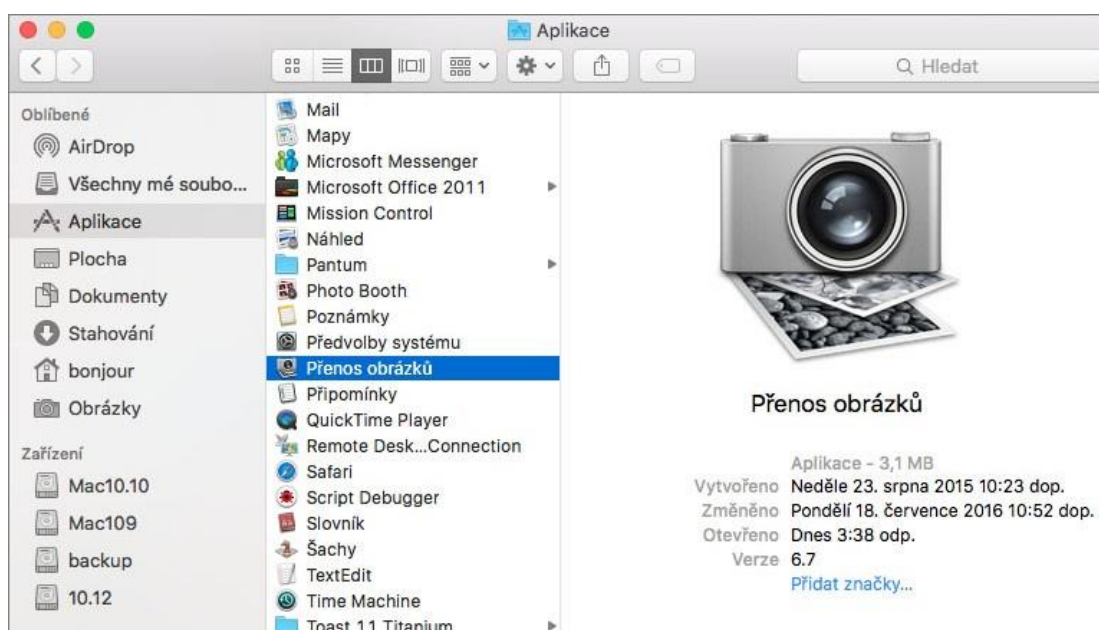 Aplikace
Hledat
Oblíbené
AirDrop
Všechny mé soubo...
Aplikace
Plocha
Dokumenty
Stahování
bonjour
Obrázky
Zařízení
Mac10.10
Mac109
backup
10.12
Mail
Mapy
Microsoft Messenger
Microsoft Office 2011
Mission Control
Náhled
Pantum
Photo Booth
Poznámky
Předvolby systému
Přenos obrázků
Připomínky
QuickTime Player
Remote Desk...Connection
Safari
Script Debugger
Slovník
Šachy
TextEdit
Time Machine
Toast 11 Titanium
Přenos obrázků
Aplikace – 3,1 MB
Vytvořeno Neděle 23. srpna 2015 10:23 dop.
Změněno Pondělí 18. července 2016 10:52 dop.
Otevřeno Dnes 3:38 odp.
Verze 6.7
Přidat značky...